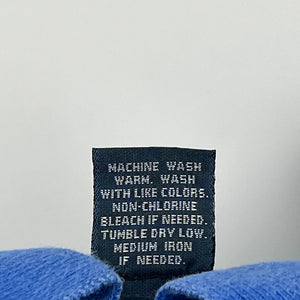 MACHINE WASH
WARM. WASH
WITH LIKE COLORS.
NON-CHLORINE
BLEACH IF NEEDED.
TUMBLE DRY LOW.
MEDIUM IRON
IF NEEDED.